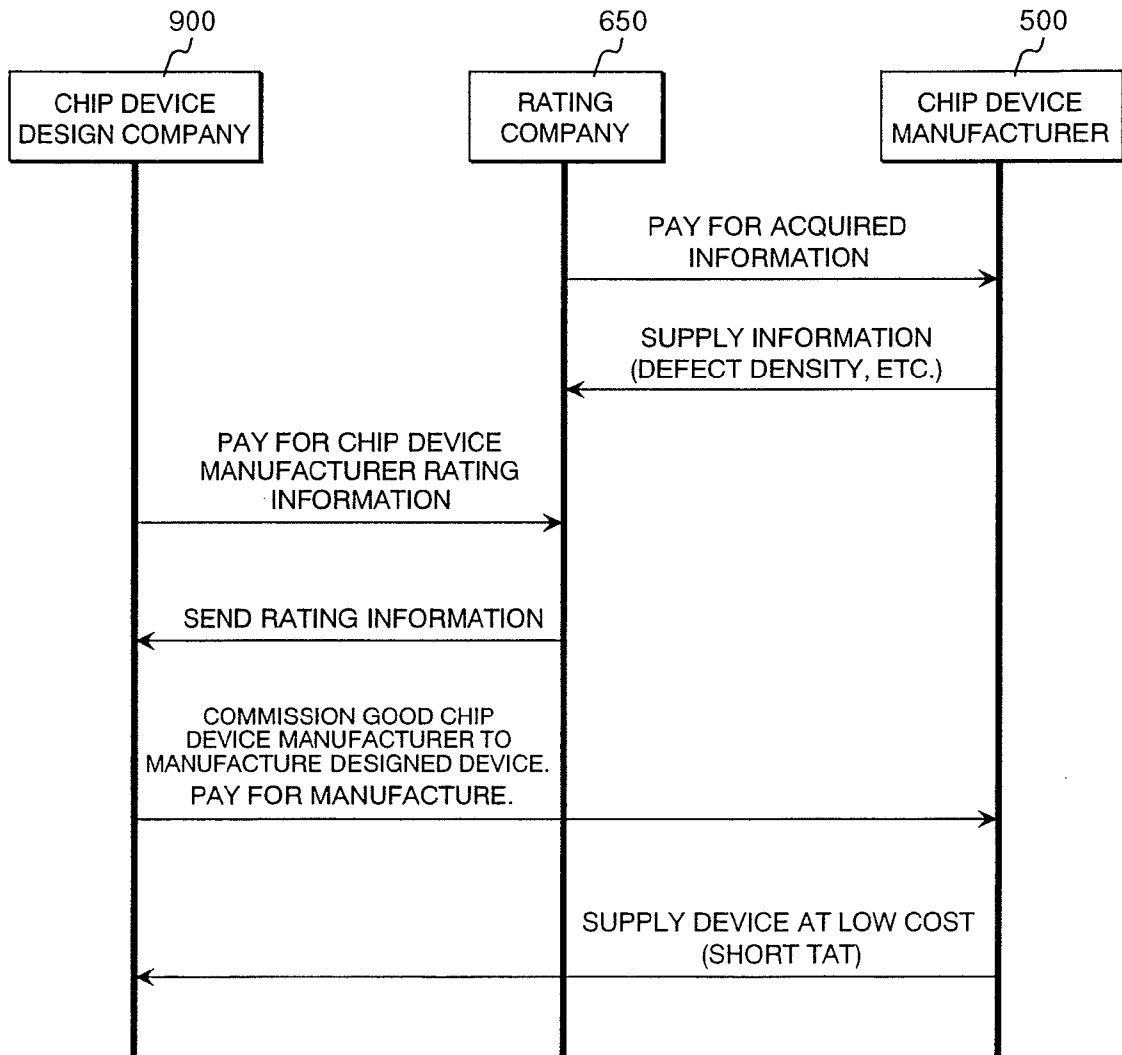 900
650
500
CHIP DEVICE
DESIGN COMPANY
RATING
COMPANY
CHIP DEVICE
MANUFACTURER
PAY FOR ACQUIRED
INFORMATION
SUPPLY INFORMATION
(DEFECT DENSITY, ETC.)
PAY FOR CHIP DEVICE
MANUFACTURER RATING
INFORMATION
SEND RATING INFORMATION
COMMISSION GOOD CHIP
DEVICE MANUFACTURER TO
MANUFACTURE DESIGNED DEVICE.
PAY FOR MANUFACTURE.
SUPPLY DEVICE AT LOW COST
(SHORT TAT)